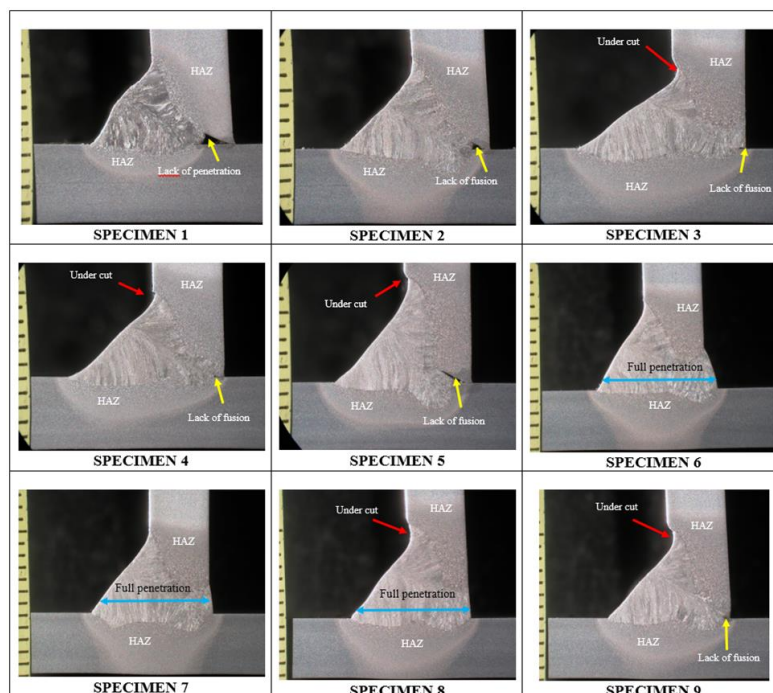 HAZ
HAZ
Lack of penetration
SPECIMEN 1
HAZ
HAZ
Lack of fusion
SPECIMEN 2
Under cut
HAZ
HAZ
Lack of fusion
SPECIMEN 3
Under cut
HAZ
HAZ
Lack of fusion
SPECIMEN 4
HAZ
Under cut
HAZ
Lack of fusion
SPECIMEN 5
HAZ
Full penetration
HAZ
SPECIMEN 6
HAZ
Full penetration
HAZ
SPECIMEN 7
Under cut
HAZ
Full penetration
HAZ
SPECIMEN 8
Under cut
HAZ
HAZ
Lack of fusion
SPECIMEN 9